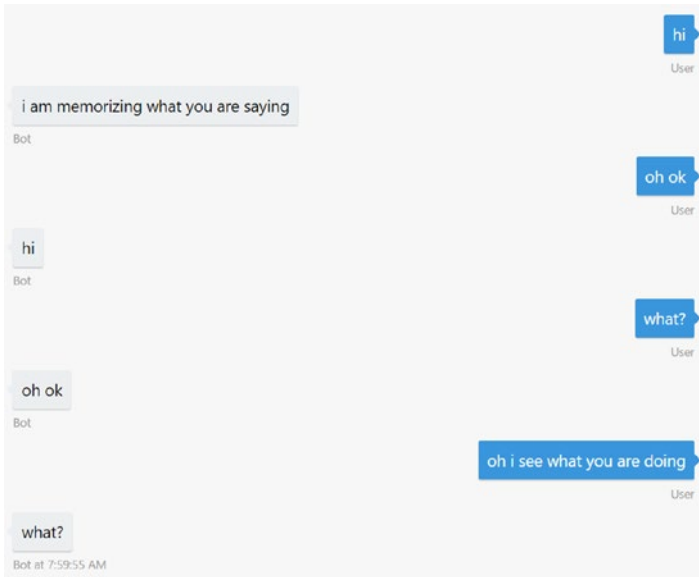 hi
User
i am memorizing what you are saying
Bot
oh ok
User
hi
Bot
what?
User
oh ok
Bot
oh i see what you are doing
User
what?
Bot at 7:59:55 AM